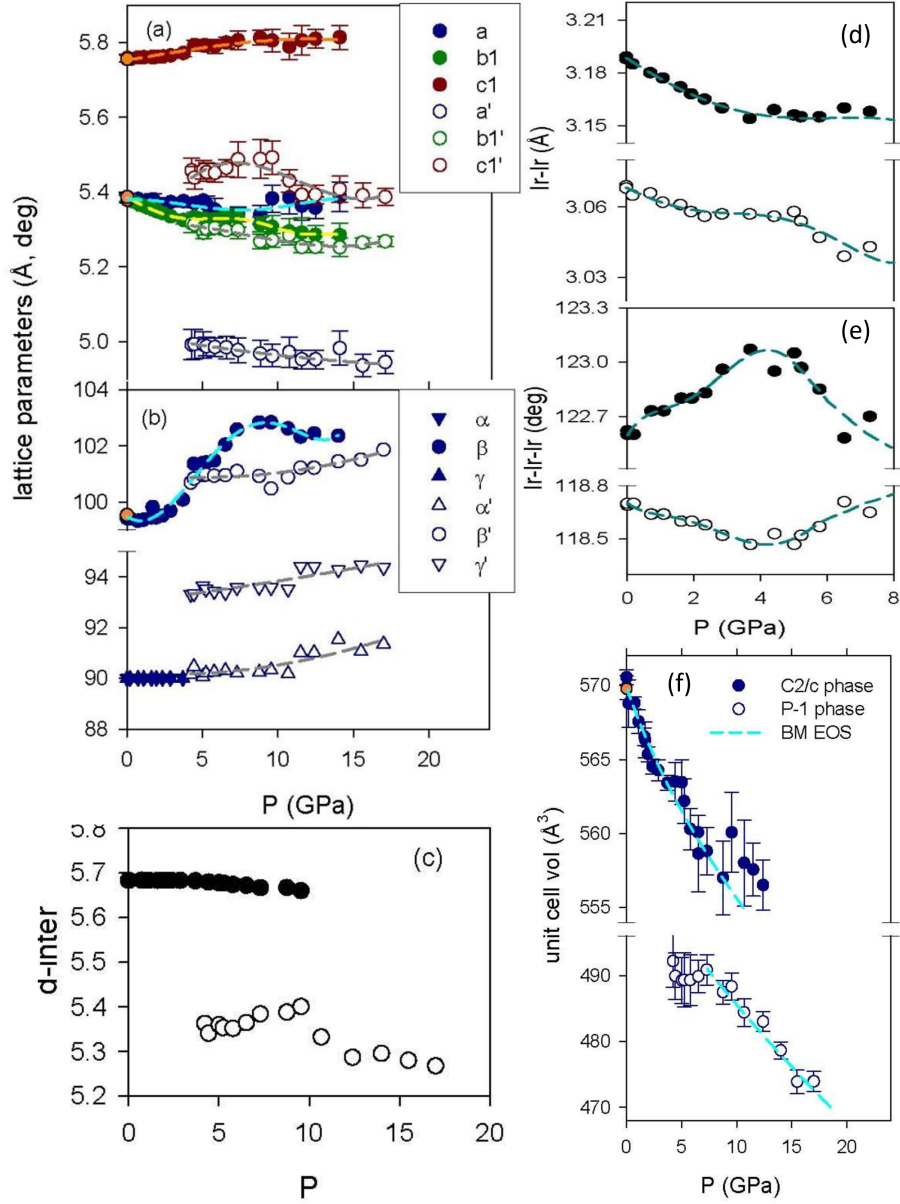 (a)
5.8
5.6
5.4
5.2
5.0
a
b1
c1
a'
b1'
c1'
lattice parameters (Å, deg)
(b)
104
102
100
94
92
90
88
α
β
γ
α'
β'
γ'
0 5 10 15 20
P (GPa)
(c)
5.8
5.7
5.6
5.5
5.4
5.3
5.2
d-inter
0 5 10 15 20
P
(d)
3.21
3.18
3.15
3.06
3.03
Ir-Ir (Å)
(e)
123.3
123.0
122.7
118.8
118.5
Ir-Ir-Ir (deg)
0 2 4 6 8
P (GPa)
(f)
C2/c phase
P-1 phase
BM EOS
570
565
560
555
490
480
470
unit cell vol (Å³)
0 5 10 15 20
P (GPa)